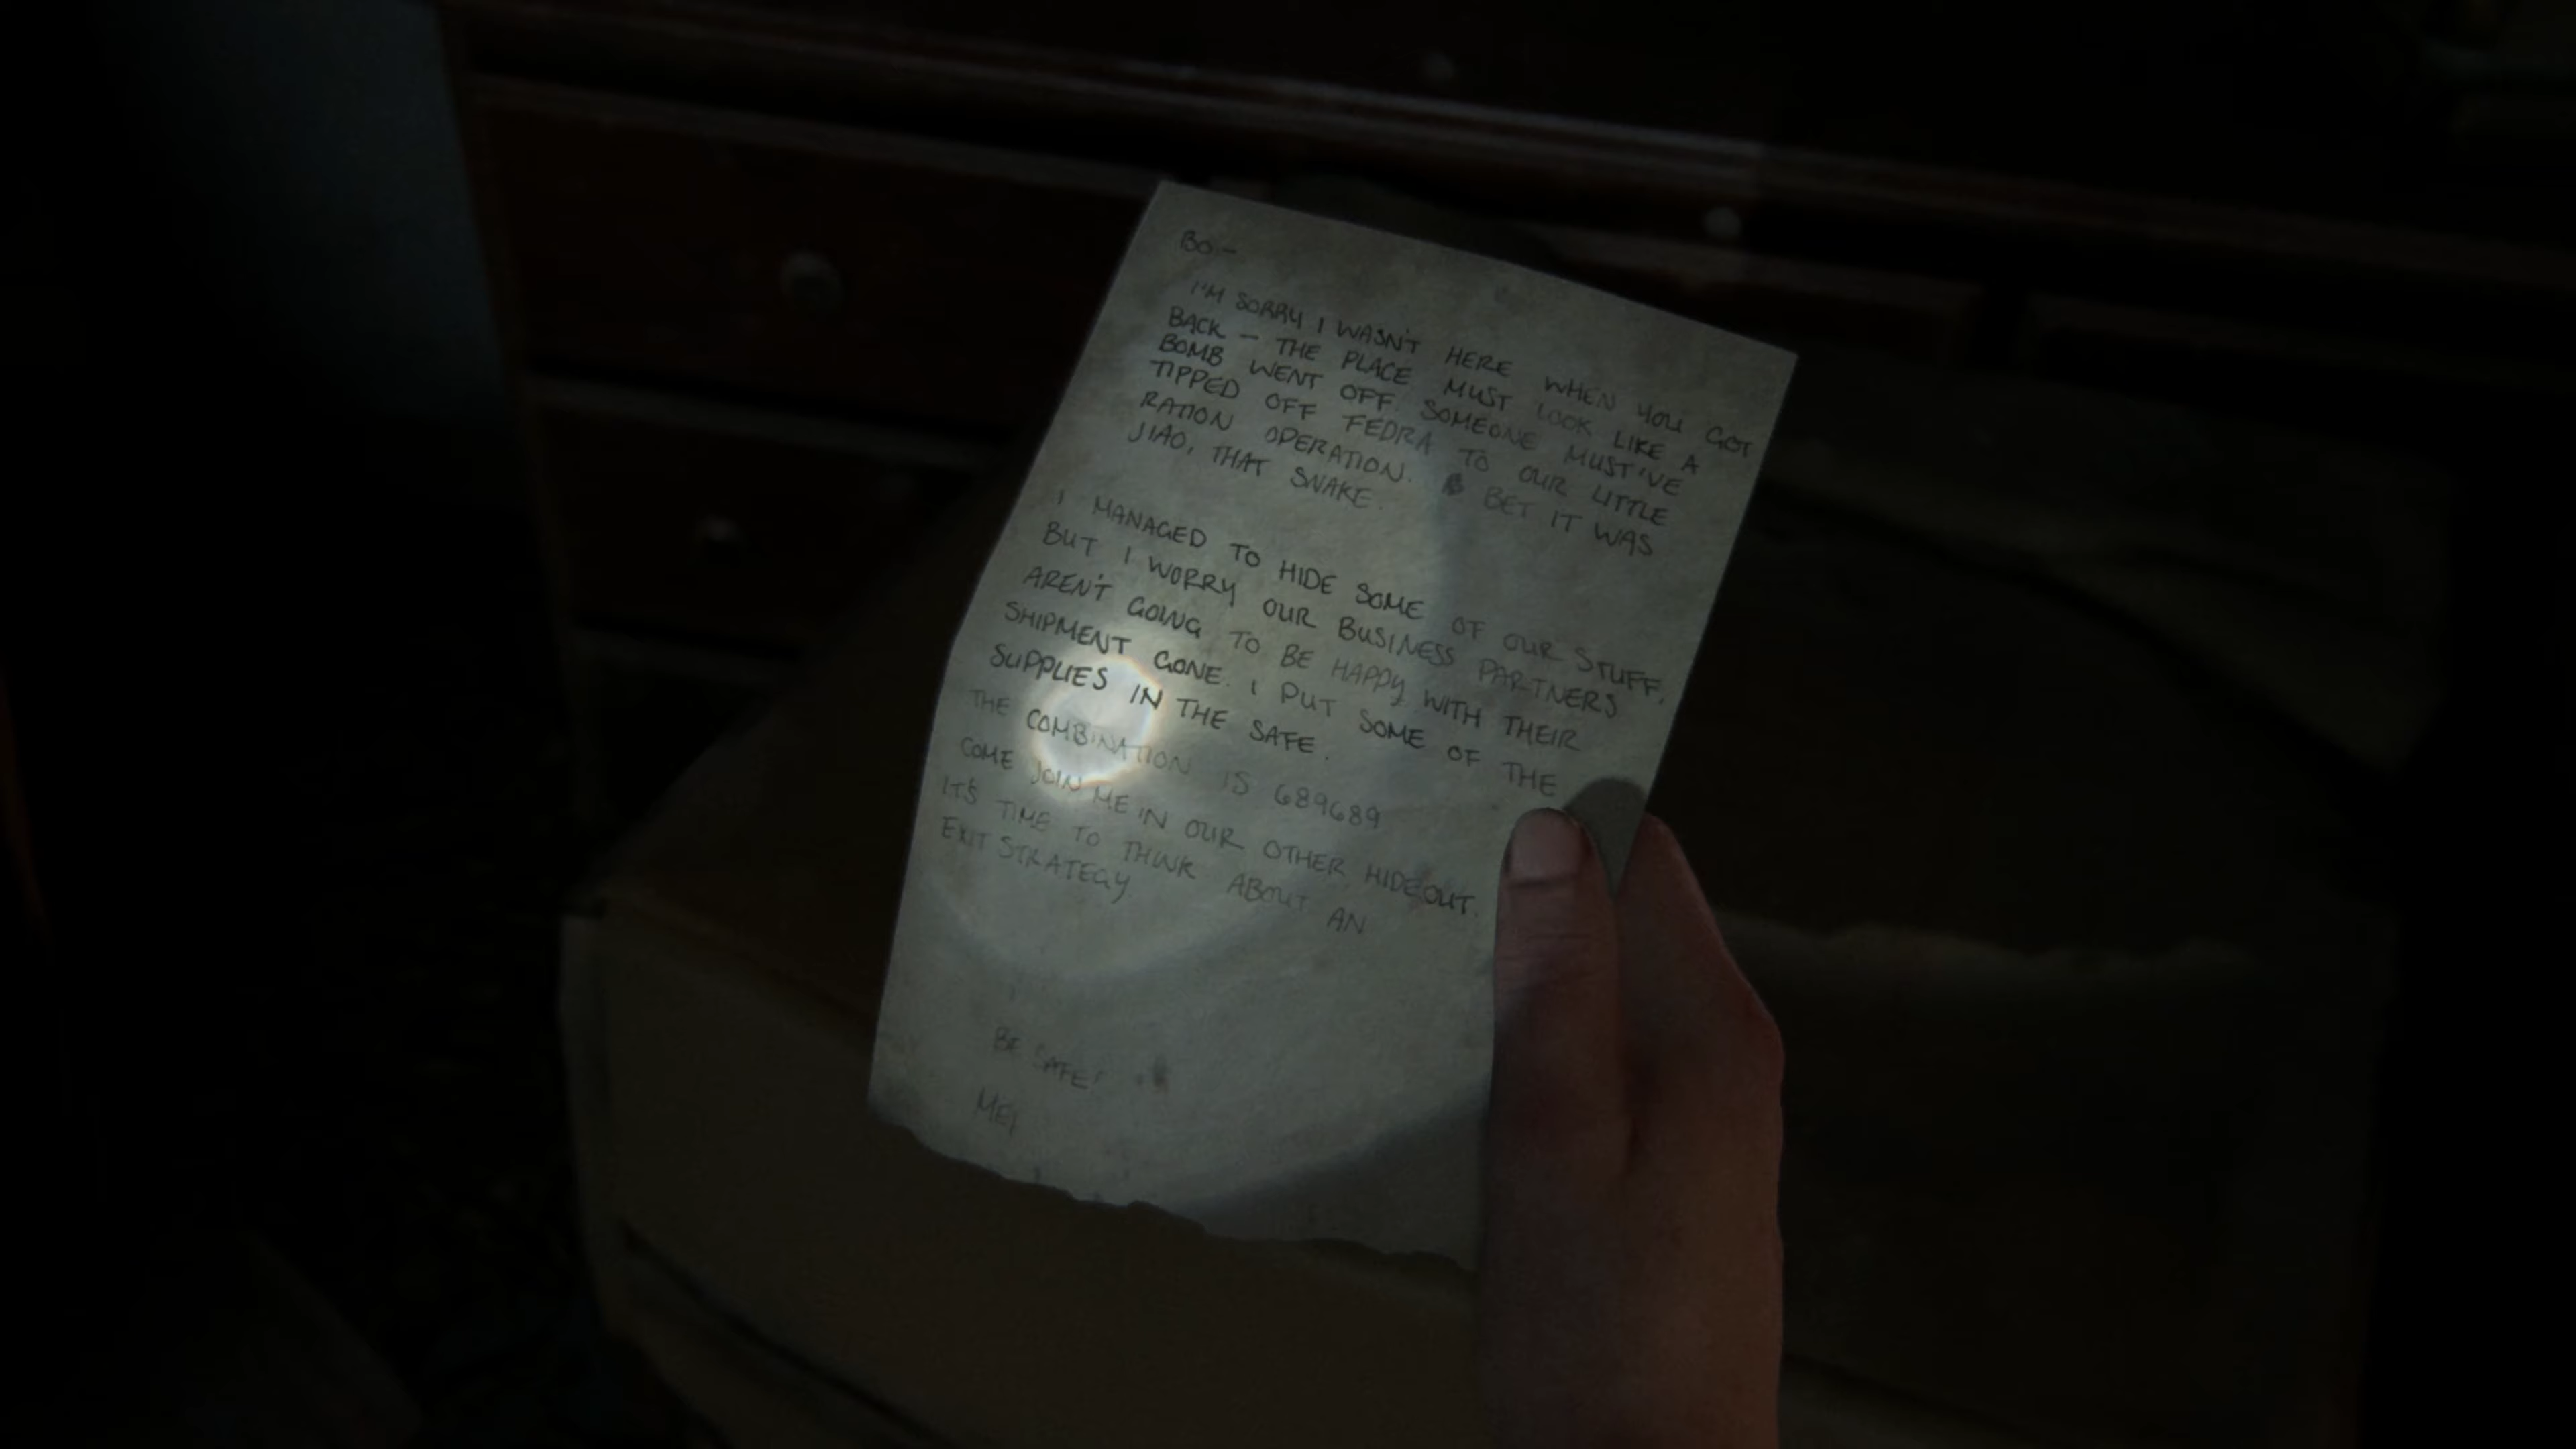 BO —
I'M SORRY I WASN'T HERE WHEN YOU GOT
BACK — THE PLACE MUST LOOK LIKE A
BOMB WENT OFF. SOMEONE MUST'VE
TIPPED OFF FEDRA TO OUR LITTLE
RATION OPERATION. BET IT WAS
JIAO, THAT SNAKE.
I MANAGED TO HIDE SOME OF OUR STUFF,
BUT I WORRY OUR BUSINESS PARTNERS
AREN'T GOING TO BE HAPPY WITH THEIR
SHIPMENT GONE. I PUT SOME OF THE
SUPPLIES IN THE SAFE.
THE COMBINATION IS 689689
COME JOIN ME IN OUR OTHER HIDEOUT.
IT'S TIME TO THINK ABOUT AN
EXIT STRATEGY.
BE SAFE!
MEI